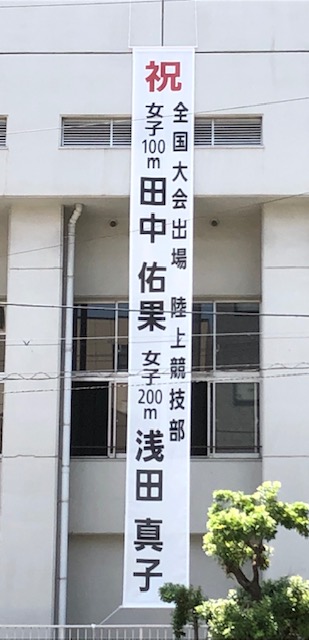 祝
全国大会出場 陸上競技部
女子100m 田中 佑果 女子200m 浅田 真子